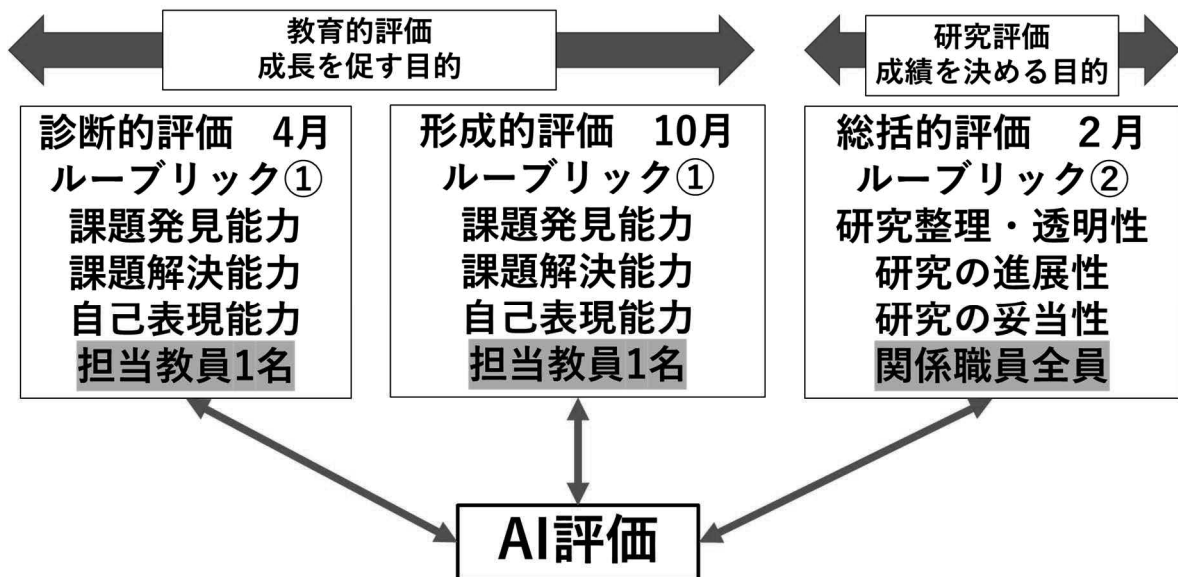 教育的評価
成長を促す目的
研究評価
成績を決める目的
診断的評価　4月
ルーブリック①
課題発見能力
課題解決能力
自己表現能力
担当教員1名
形成的評価　10月
ルーブリック①
課題発見能力
課題解決能力
自己表現能力
担当教員1名
総括的評価　２月
ルーブリック②
研究整理・透明性
研究の進展性
研究の妥当性
関係職員全員
AI評価